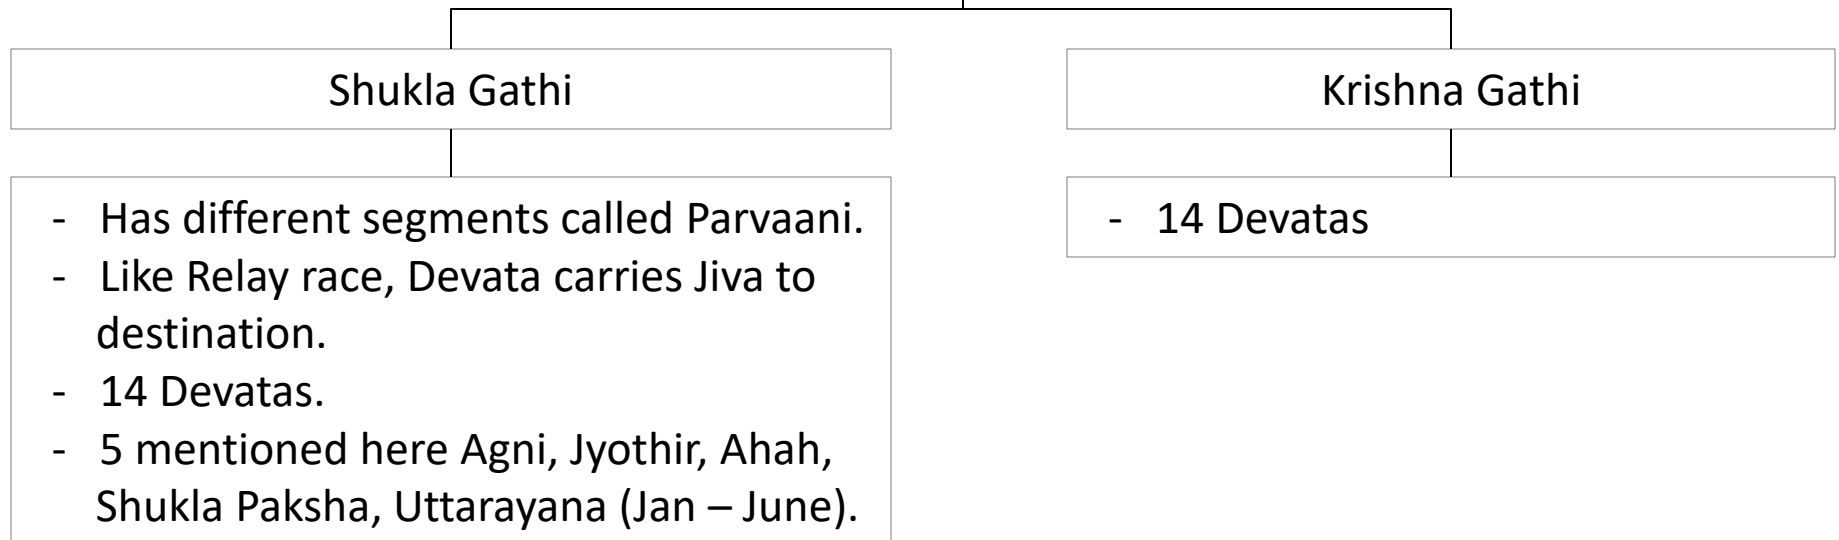 Shukla Gathi
Krishna Gathi
- Has different segments called Parvaani.
- Like Relay race, Devata carries Jiva to
destination.
- 14 Devatas.
- 5 mentioned here Agni, Jyothir, Ahah,
Shukla Paksha, Uttarayana (Jan – June).
- 14 Devatas